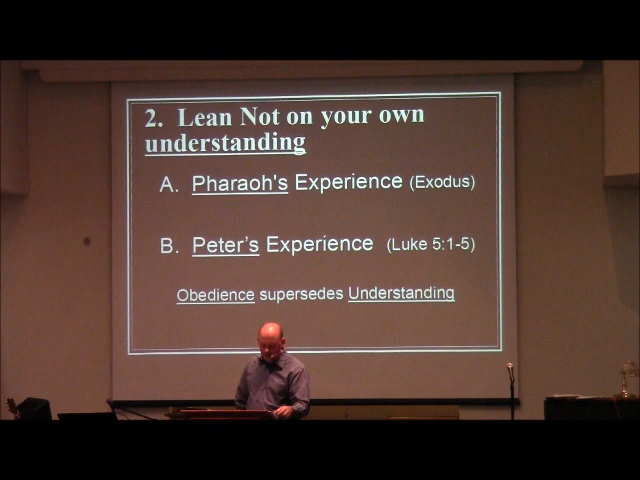 2. Lean Not on your own
understanding
A. Pharaoh's Experience (Exodus)
B. Peter’s Experience (Luke 5:1-5)
Obedience supersedes Understanding